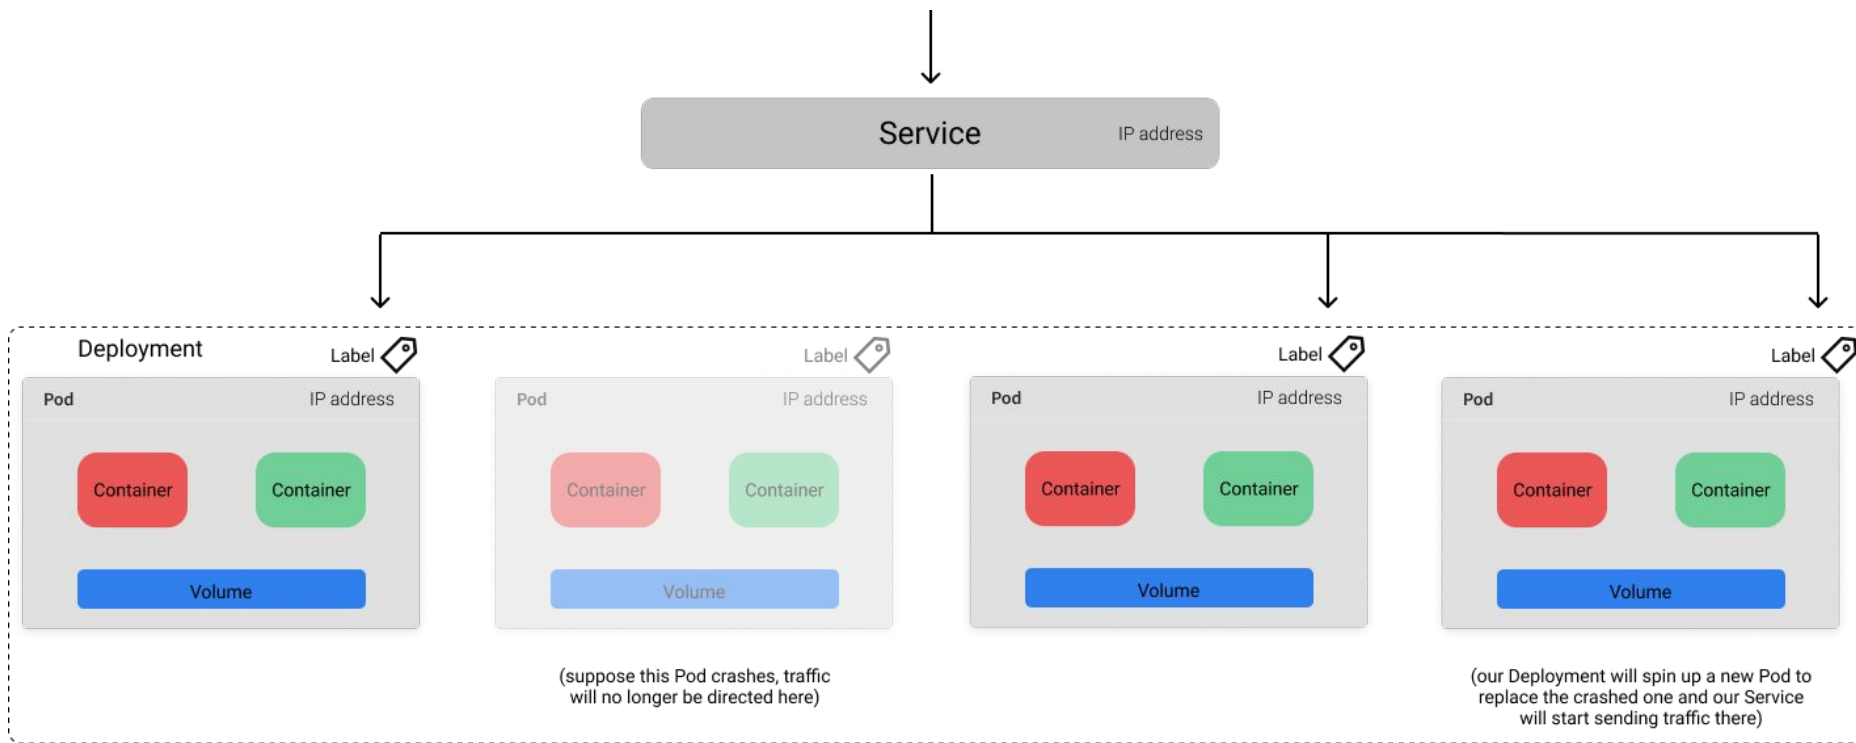 Service
IP address
Deployment
Label
Label
Label
Label
Pod
IP address
Pod
IP address
Pod
IP address
Pod
IP address
Container
Container
Container
Container
Container
Container
Container
Container
Volume
Volume
Volume
Volume
(suppose this Pod crashes, traffic
will no longer be directed here)
(our Deployment will spin up a new Pod to
replace the crashed one and our Service
will start sending traffic there)